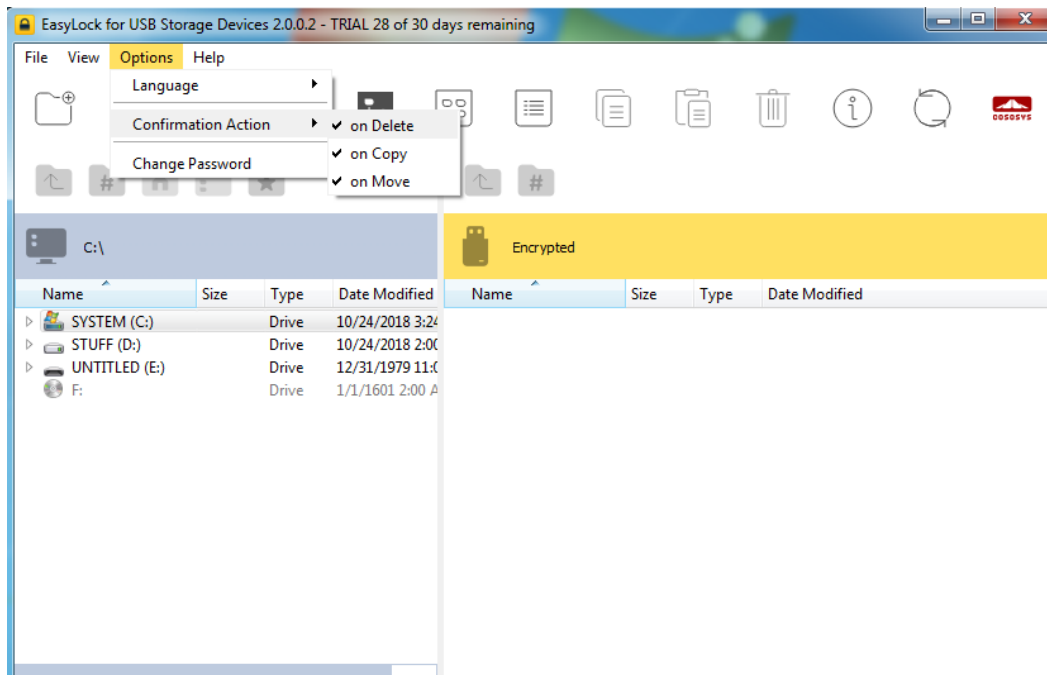 EasyLock for USB Storage Devices 2.0.0.2 - TRIAL 28 of 30 days remaining
File View Options Help
Language
Confirmation Action
Change Password
on Delete
on Copy
on Move
#
#
#
i
COSOSYS
C:\
Encrypted
Name Size Type Date Modified
Name Size Type Date Modified
SYSTEM (C:) Drive 10/24/2018 3:24
STUFF (D:) Drive 10/24/2018 2:00
UNTITLED (E:) Drive 12/31/1979 11:0
F: Drive 1/1/1601 2:00 A